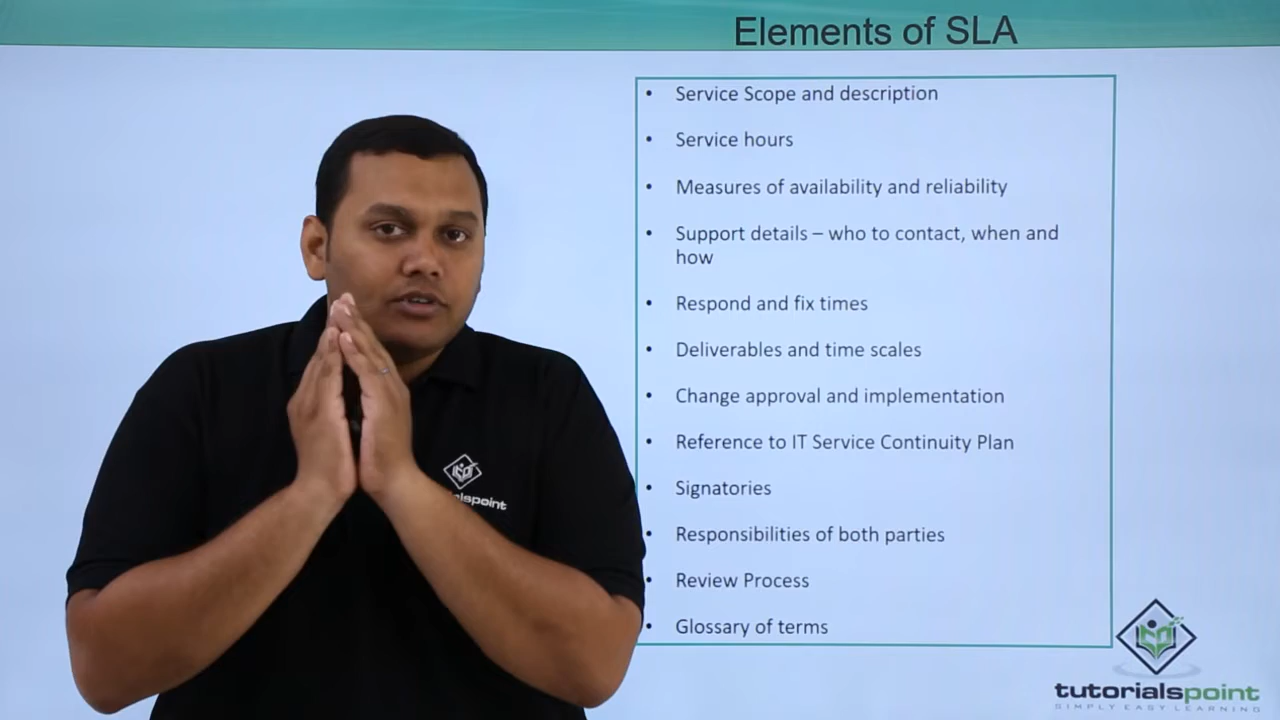 Elements of SLA
• Service Scope and description
• Service hours
• Measures of availability and reliability
• Support details – who to contact, when and
how
• Respond and fix times
• Deliverables and time scales
• Change approval and implementation
• Reference to IT Service Continuity Plan
• Signatories
• Responsibilities of both parties
• Review Process
• Glossary of terms
tutorialspoint
SIMPLY EASY LEARNING